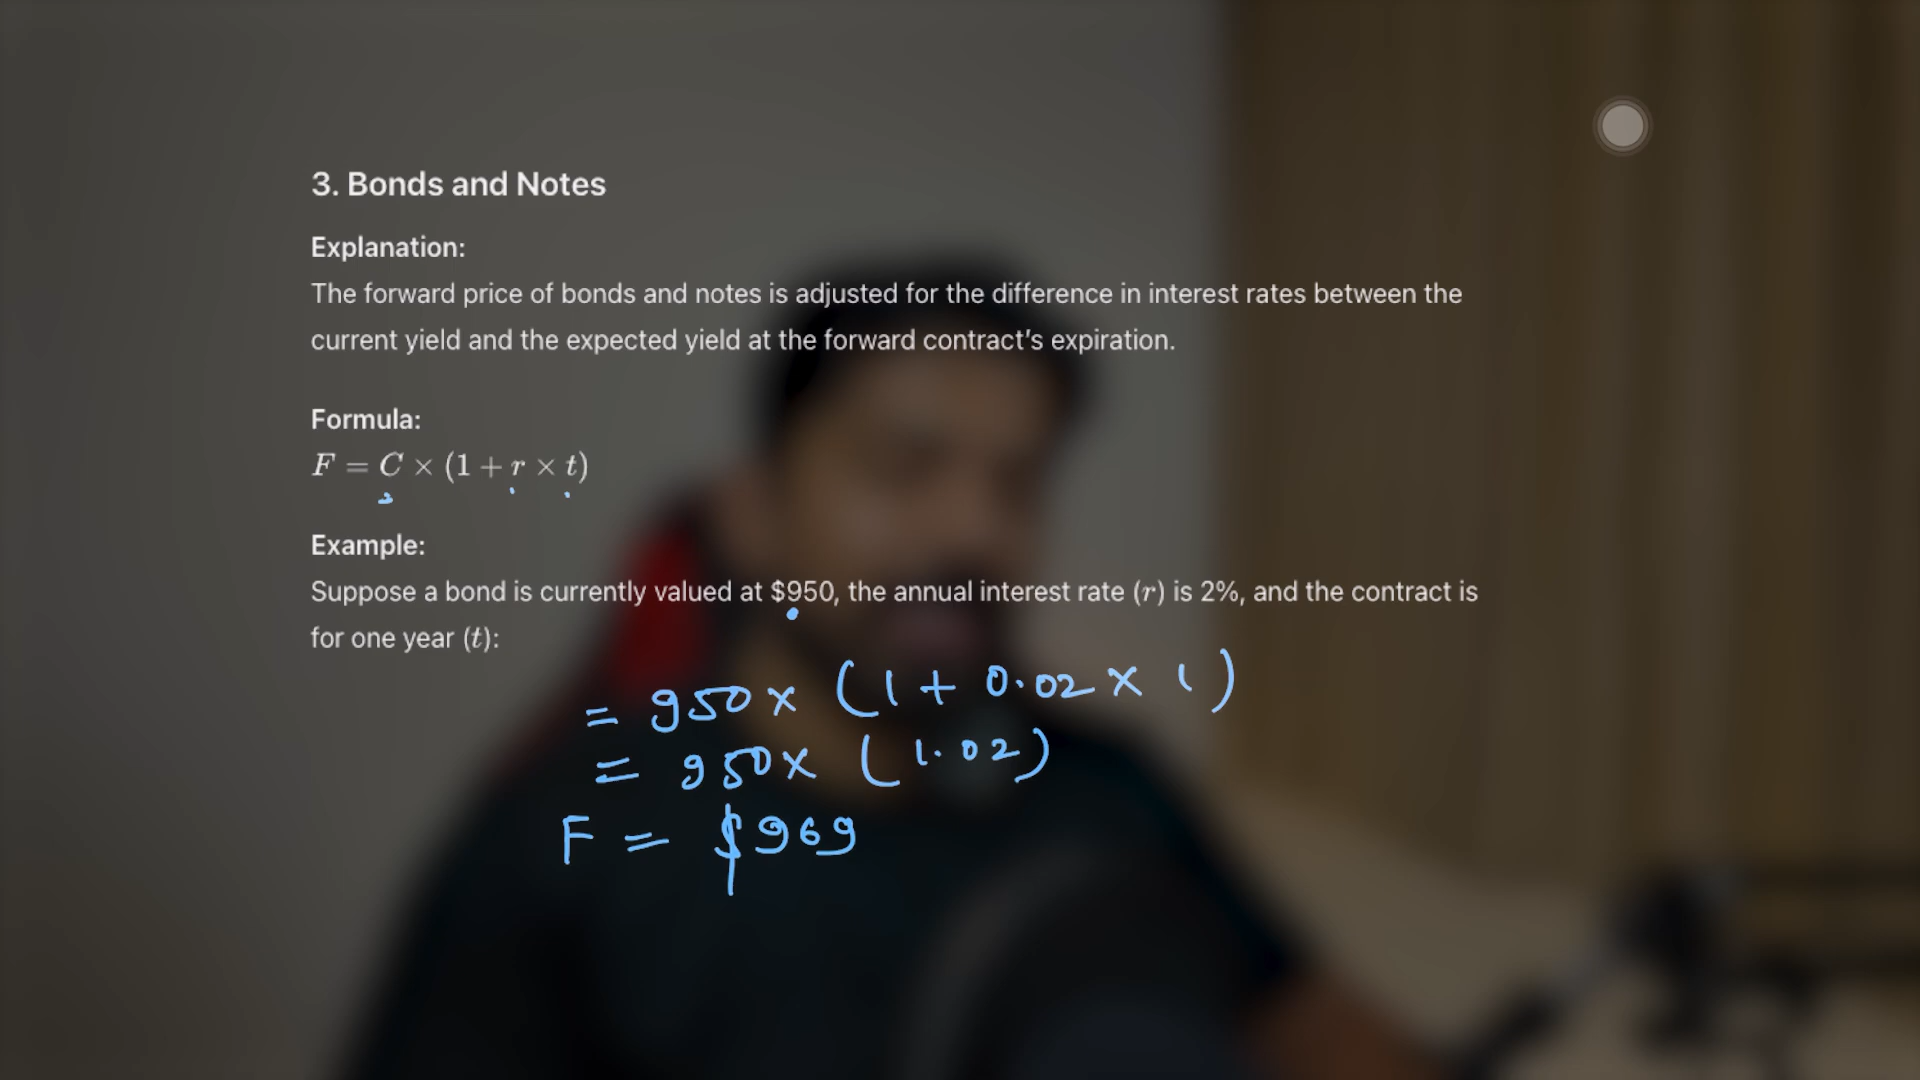 3. Bonds and Notes
Explanation:
The forward price of bonds and notes is adjusted for the difference in interest rates between the
current yield and the expected yield at the forward contract's expiration.
Formula:
F = C × (1 + r × t)
Example:
Suppose a bond is currently valued at $950, the annual interest rate (r) is 2%, and the contract is
for one year (t):
= 950 × (1 + 0.02 × 1)
= 950 × (1.02)
F = $969